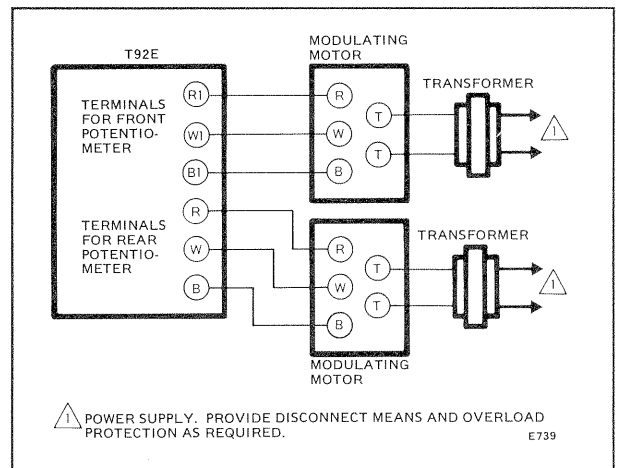 T92E
MODULATING
MOTOR
TRANSFORMER
TERMINALS
FOR FRONT
POTENTIO-
METER
R1
W1
B1
R
W
B
T
T
1
TERMINALS
FOR REAR
POTENTIO-
METER
R
W
B
R
W
B
T
T
TRANSFORMER
1
MODULATING
MOTOR
1 POWER SUPPLY. PROVIDE DISCONNECT MEANS AND OVERLOAD
PROTECTION AS REQUIRED.
E739